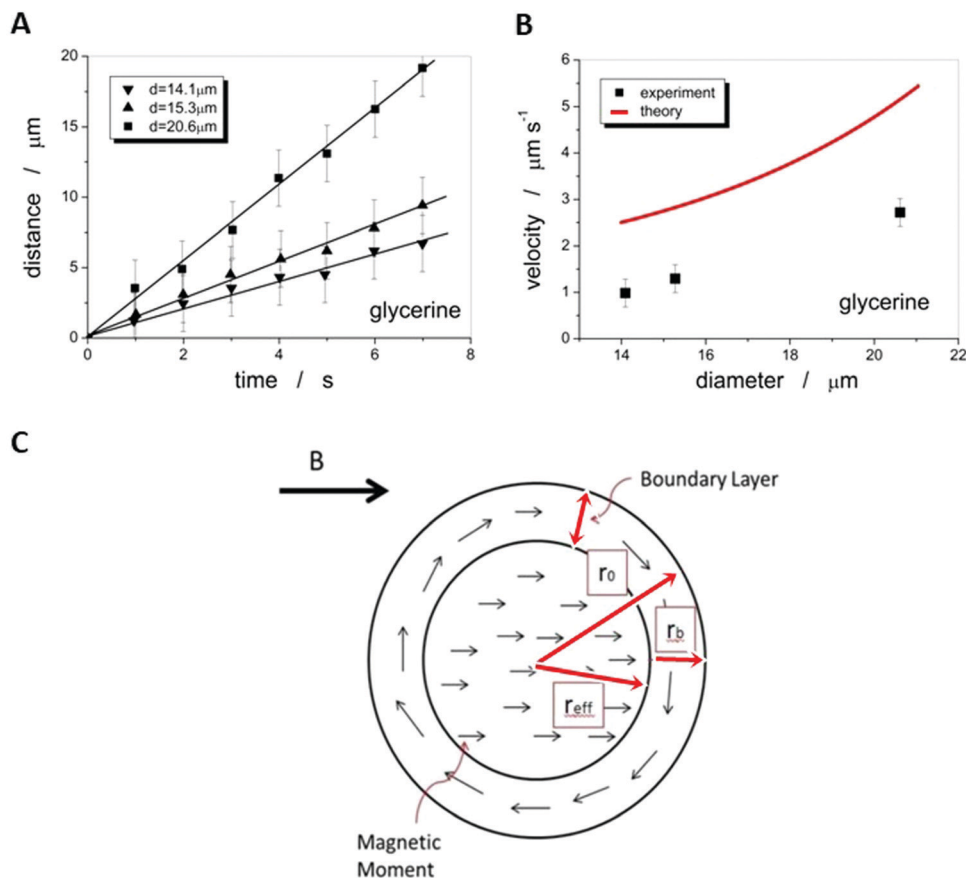 A
distance / μm
20
15
10
5
0
d=14.1μm
d=15.3μm
d=20.6μm
glycerine
0 2 4 6 8
time / s
B
velocity / μm s⁻¹
6
5
4
3
2
1
0
experiment
theory
glycerine
14 16 18 20 22
diameter / μm
C
B
Boundary Layer
r₀
r_b
r_eff
Magnetic
Moment